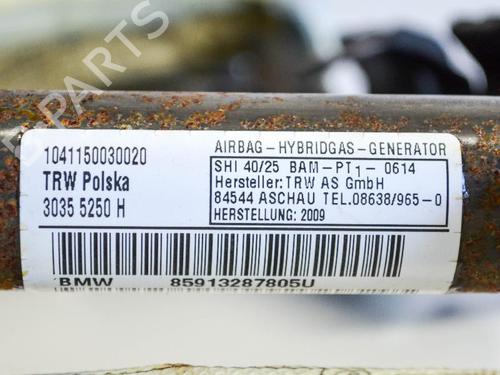 1041150030020
TRW Polska
3035 5250 H
AIRBAG-HYBRIDGAS-GENERATOR
SHI 40/25 BAM-PT1-0614
Hersteller: TRW AS GmbH
84544 ASCHAU TEL.08638/965-0
HERSTELLUNG: 2009
BMW 85913287805U
B-PARTS